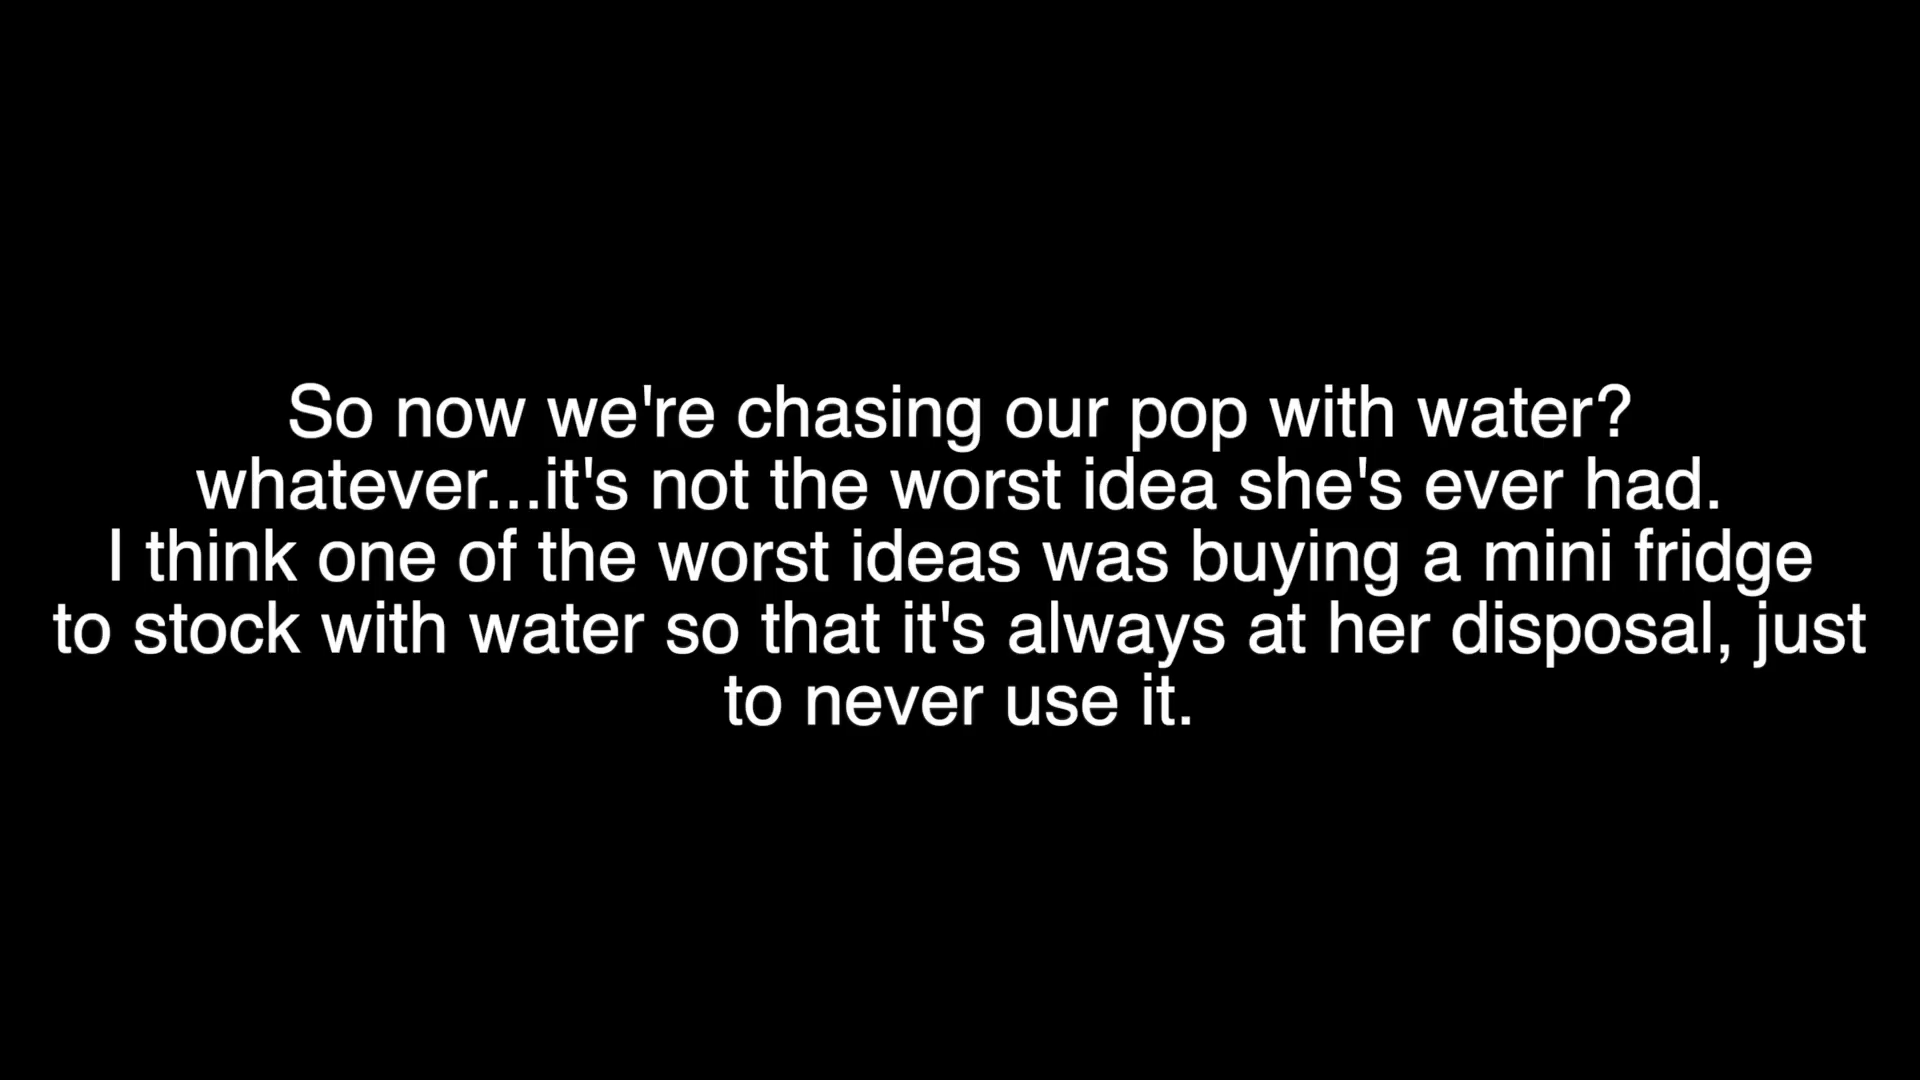 So now we're chasing our pop with water?
whatever...it's not the worst idea she's ever had.
I think one of the worst ideas was buying a mini fridge
to stock with water so that it's always at her disposal, just
to never use it.